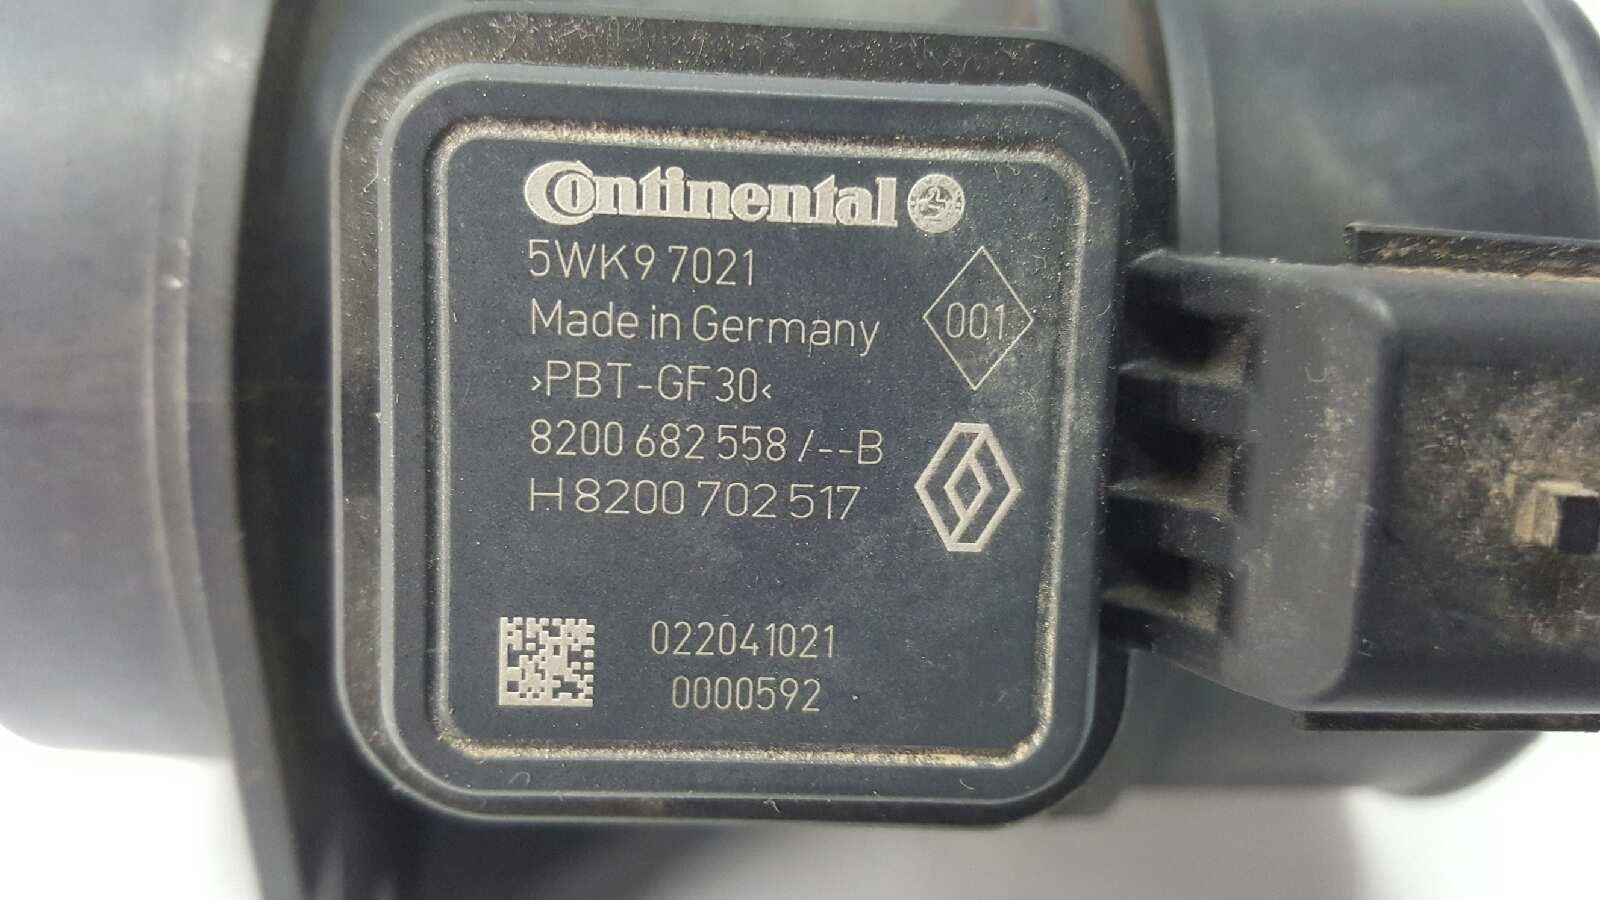 Continental
5WK9 7021
Made in Germany
001
>PBT-GF30<
8200 682 558 /--B
H 8200 702 517
022041021
0000592